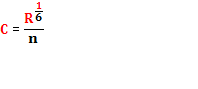 C = R^(1/6) / n